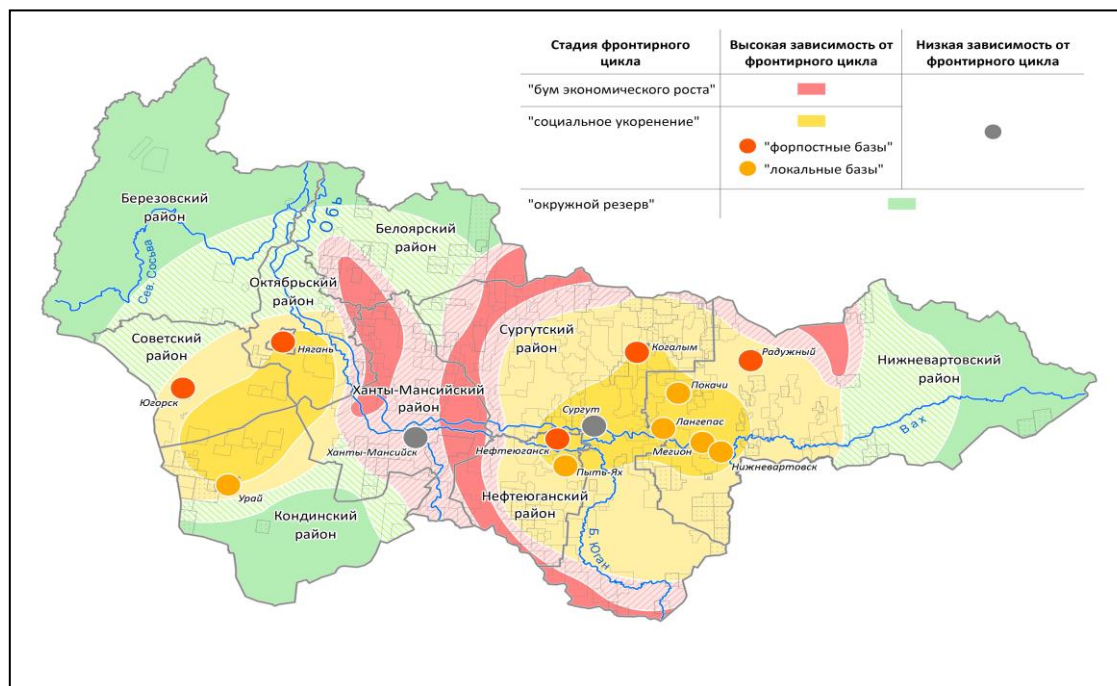 Стадия фронтирного
цикла
Высокая зависимость от
фронтирного цикла
Низкая зависимость от
фронтирного цикла
"бум экономического роста"
"социальное укоренение"
"форпостные базы"
"локальные базы"
"окружной резерв"
Березовский
район
Сев. Сосьва
Обь
Белоярский
район
Октябрьский
район
Советский
район
Нягань
Югорск
Урай
Кондинский
район
Ханты-Мансийский
район
Ханты-Мансийск
Сургутский
район
Когалым
Радужный
Покачи
Сургут
Лангепас
Нефтеюганск
Мегион
Нижневартовск
Пыть-Ях
Нефтеюганский
район
Б. Юган
Нижневартовский
район
Вах